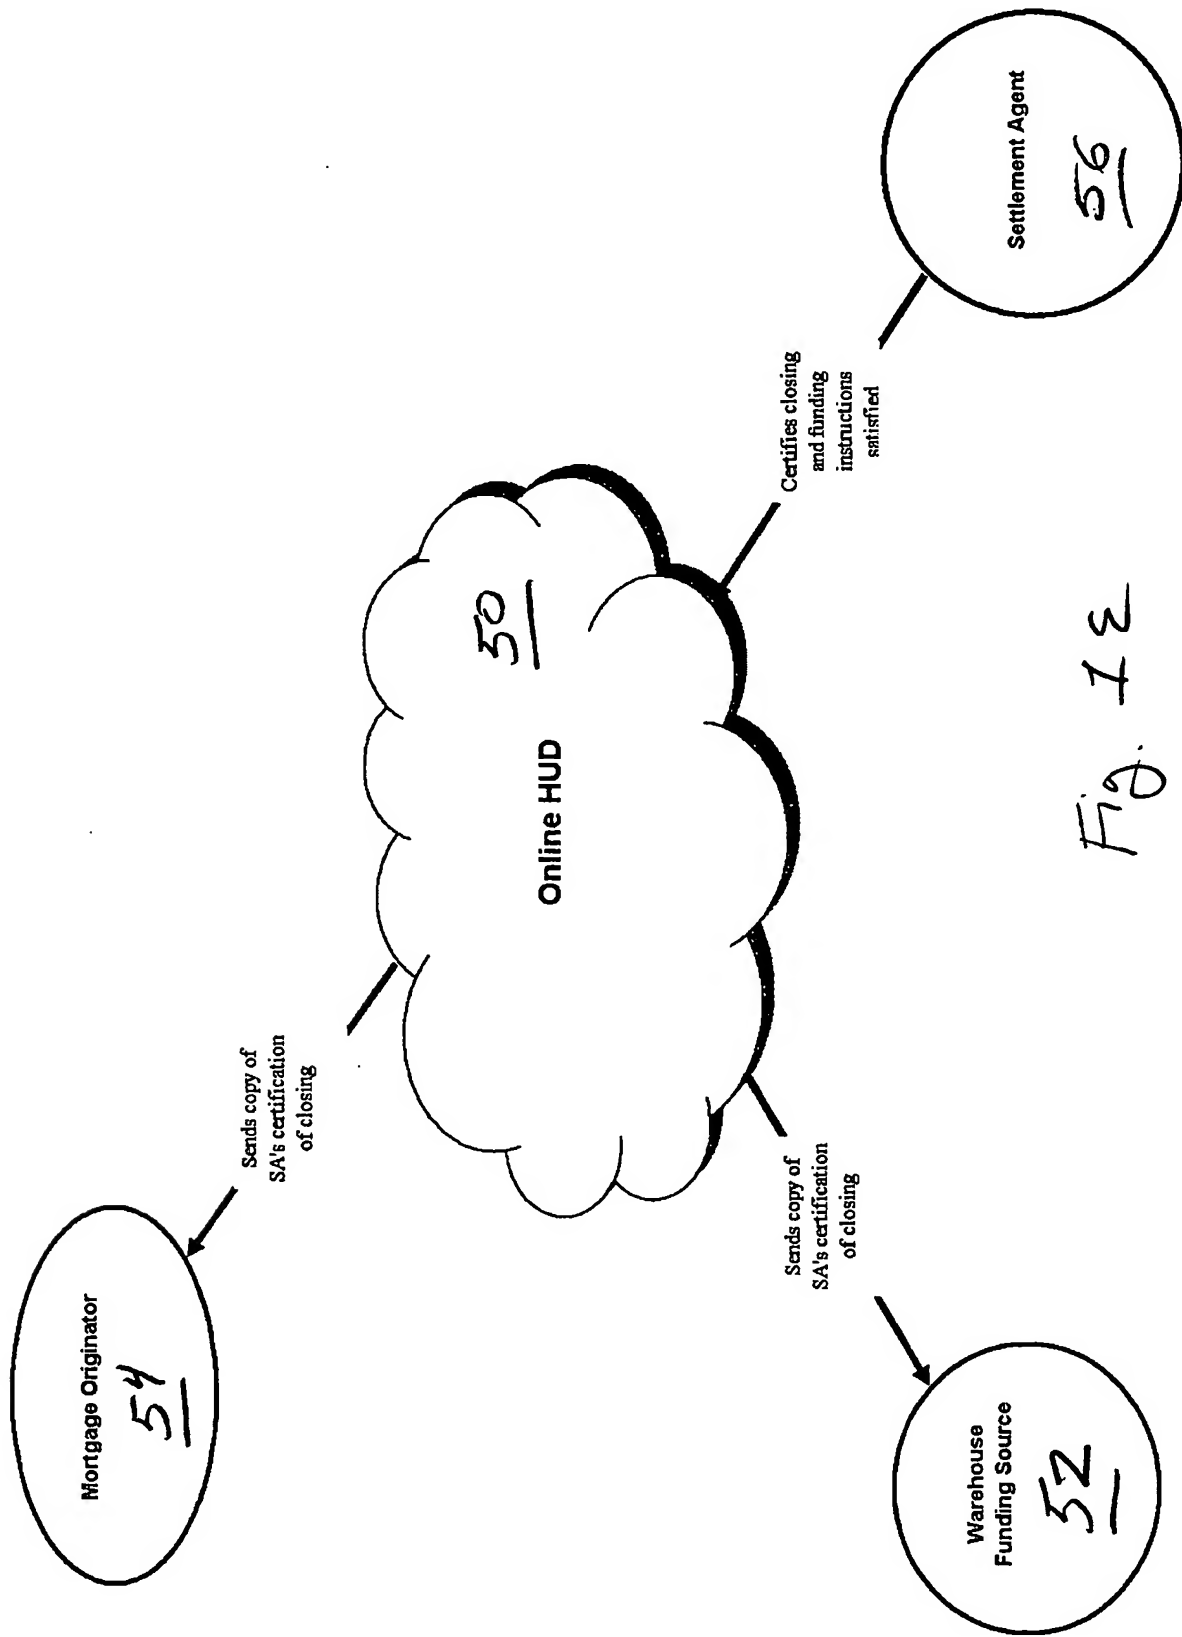 Mortgage Originator
54
Sends copy of
SA's certification
of closing
Online HUD
50
Warehouse
Funding Source
52
Sends copy of
SA's certification
of closing
Certifies closing
and funding
instructions
satisfied
Settlement Agent
56
Fig. 1E